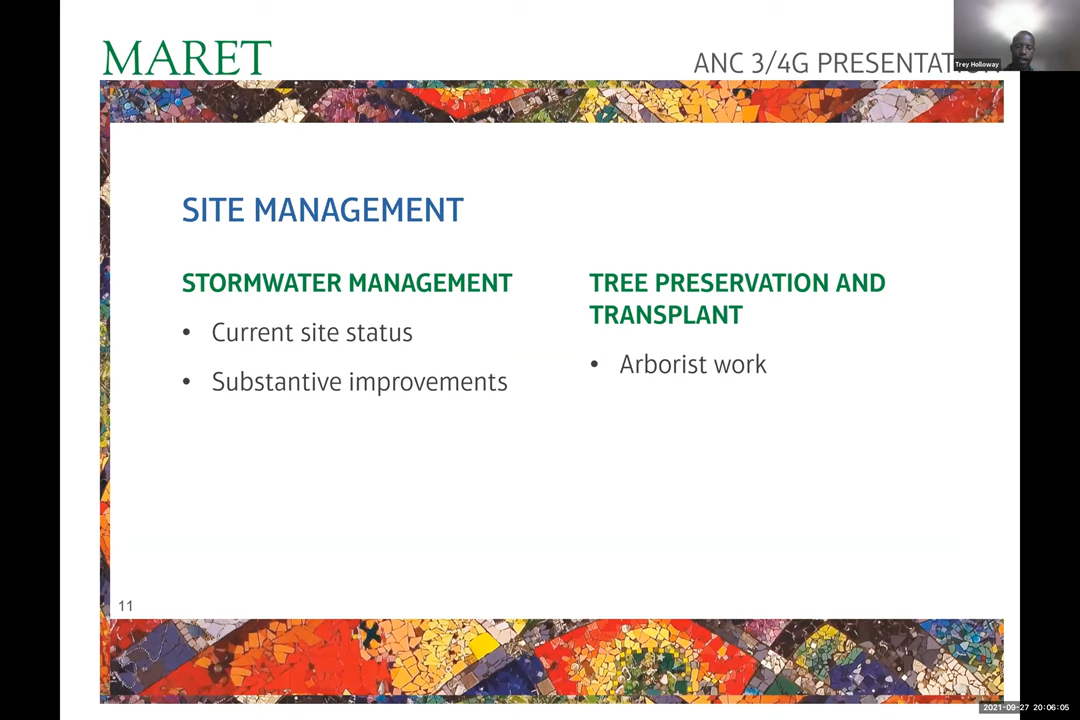 MARET
ANC 3/4G PRESENTATION
Trey Holloway
SITE MANAGEMENT
STORMWATER MANAGEMENT
• Current site status
• Substantive improvements
TREE PRESERVATION AND
TRANSPLANT
• Arborist work
11
2021-09-27 20:06:05